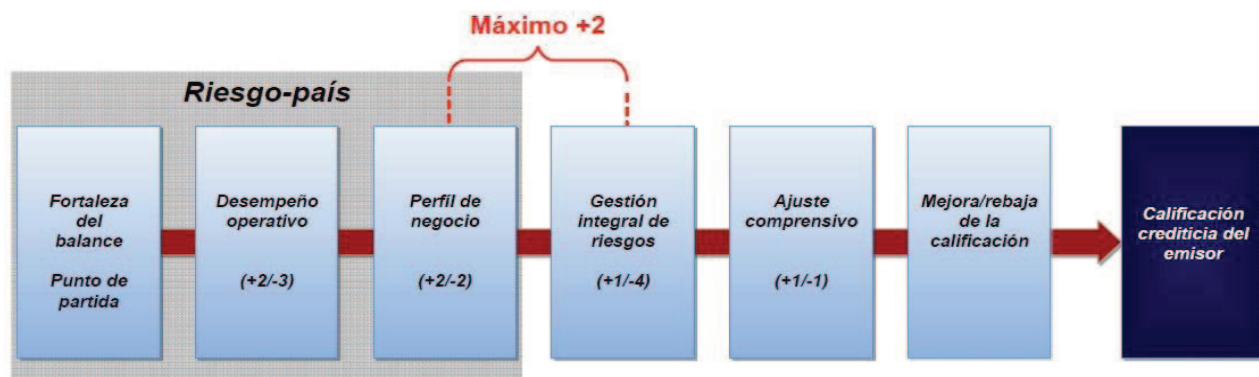 Máximo +2
Riesgo-país
Fortaleza
del
balance
Punto de
partida
Desempeño
operativo
(+2/-3)
Perfil de
negocio
(+2/-2)
Gestión
integral de
riesgos
(+1/-4)
Ajuste
comprensivo
(+1/-1)
Mejora/rebaja
de la
calificación
Calificación
crediticia del
emisor